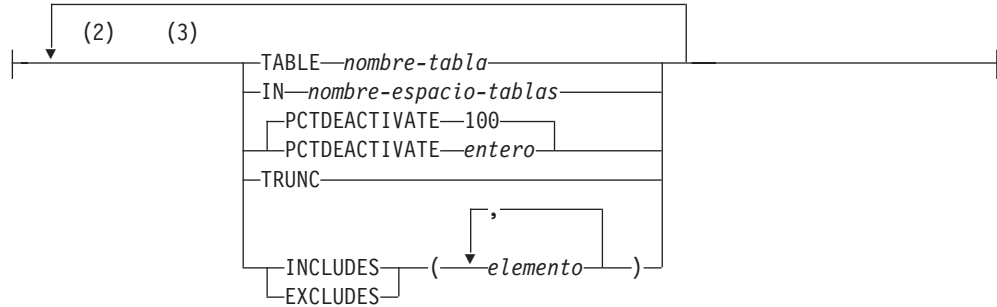 (2) (3)
TABLE nombre-tabla
IN nombre-espacio-tablas
PCTDEACTIVATE 100
PCTDEACTIVATE entero
TRUNC
,
INCLUDES ( elemento )
EXCLUDES